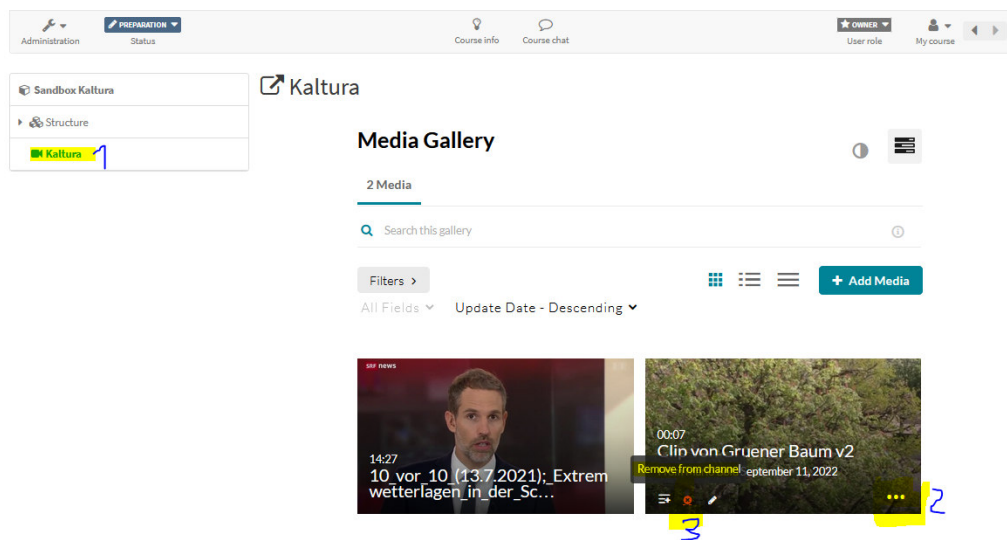 PREPARATION
OWNER
Administration
Status
Course info
Course chat
User role
My course
Sandbox Kaltura
Structure
Kaltura
1
Kaltura
Media Gallery
2 Media
Search this gallery
Filters >
+ Add Media
All Fields
Update Date - Descending
SRF news
14:27
10_vor_10_(13.7.2021);_Extrem
wetterlagen_in_der_Sc...
00:07
Clip von Gruener Baum v2
Remove from channel
eptember 11, 2022
2
3